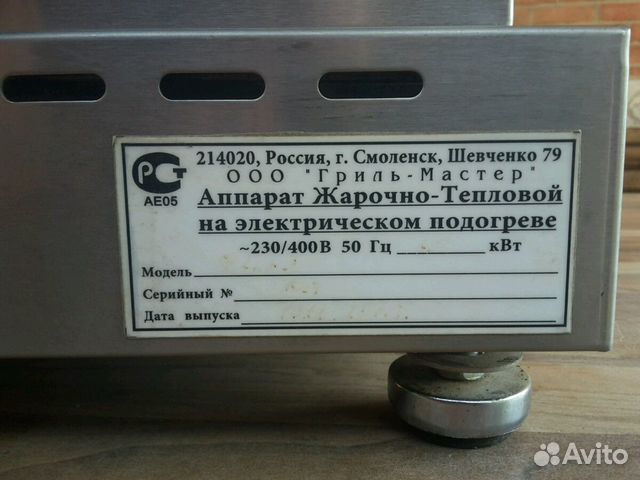 214020, Россия, г. Смоленск, Шевченко 79
ООО "Гриль-Мастер"
РСТ
АЕ05
Аппарат Жарочно-Тепловой
на электрическом подогреве
~230/400В 50 Гц ________ кВт
Модель
Серийный №
Дата выпуска
Avito